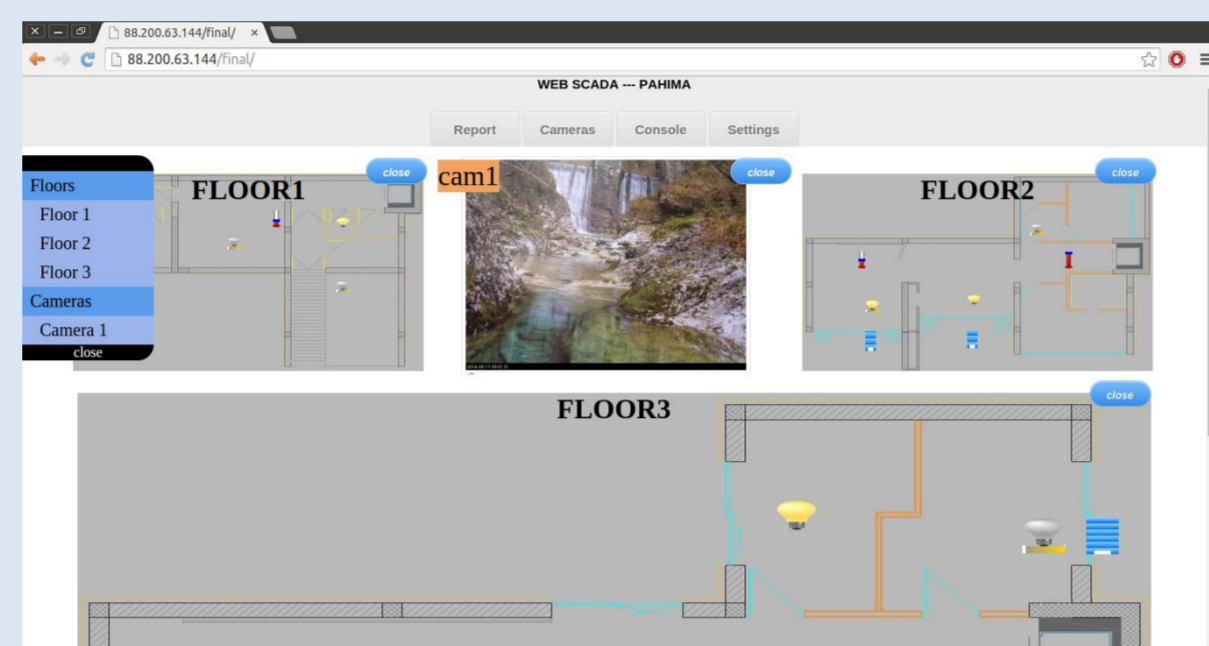 88.200.63.144/final/
88.200.63.144/final/
WEB SCADA --- PAHIMA
Report Cameras Console Settings
Floors
Floor 1
Floor 2
Floor 3
Cameras
Camera 1
close
FLOOR1
close
cam1
close
FLOOR2
close
FLOOR3
close